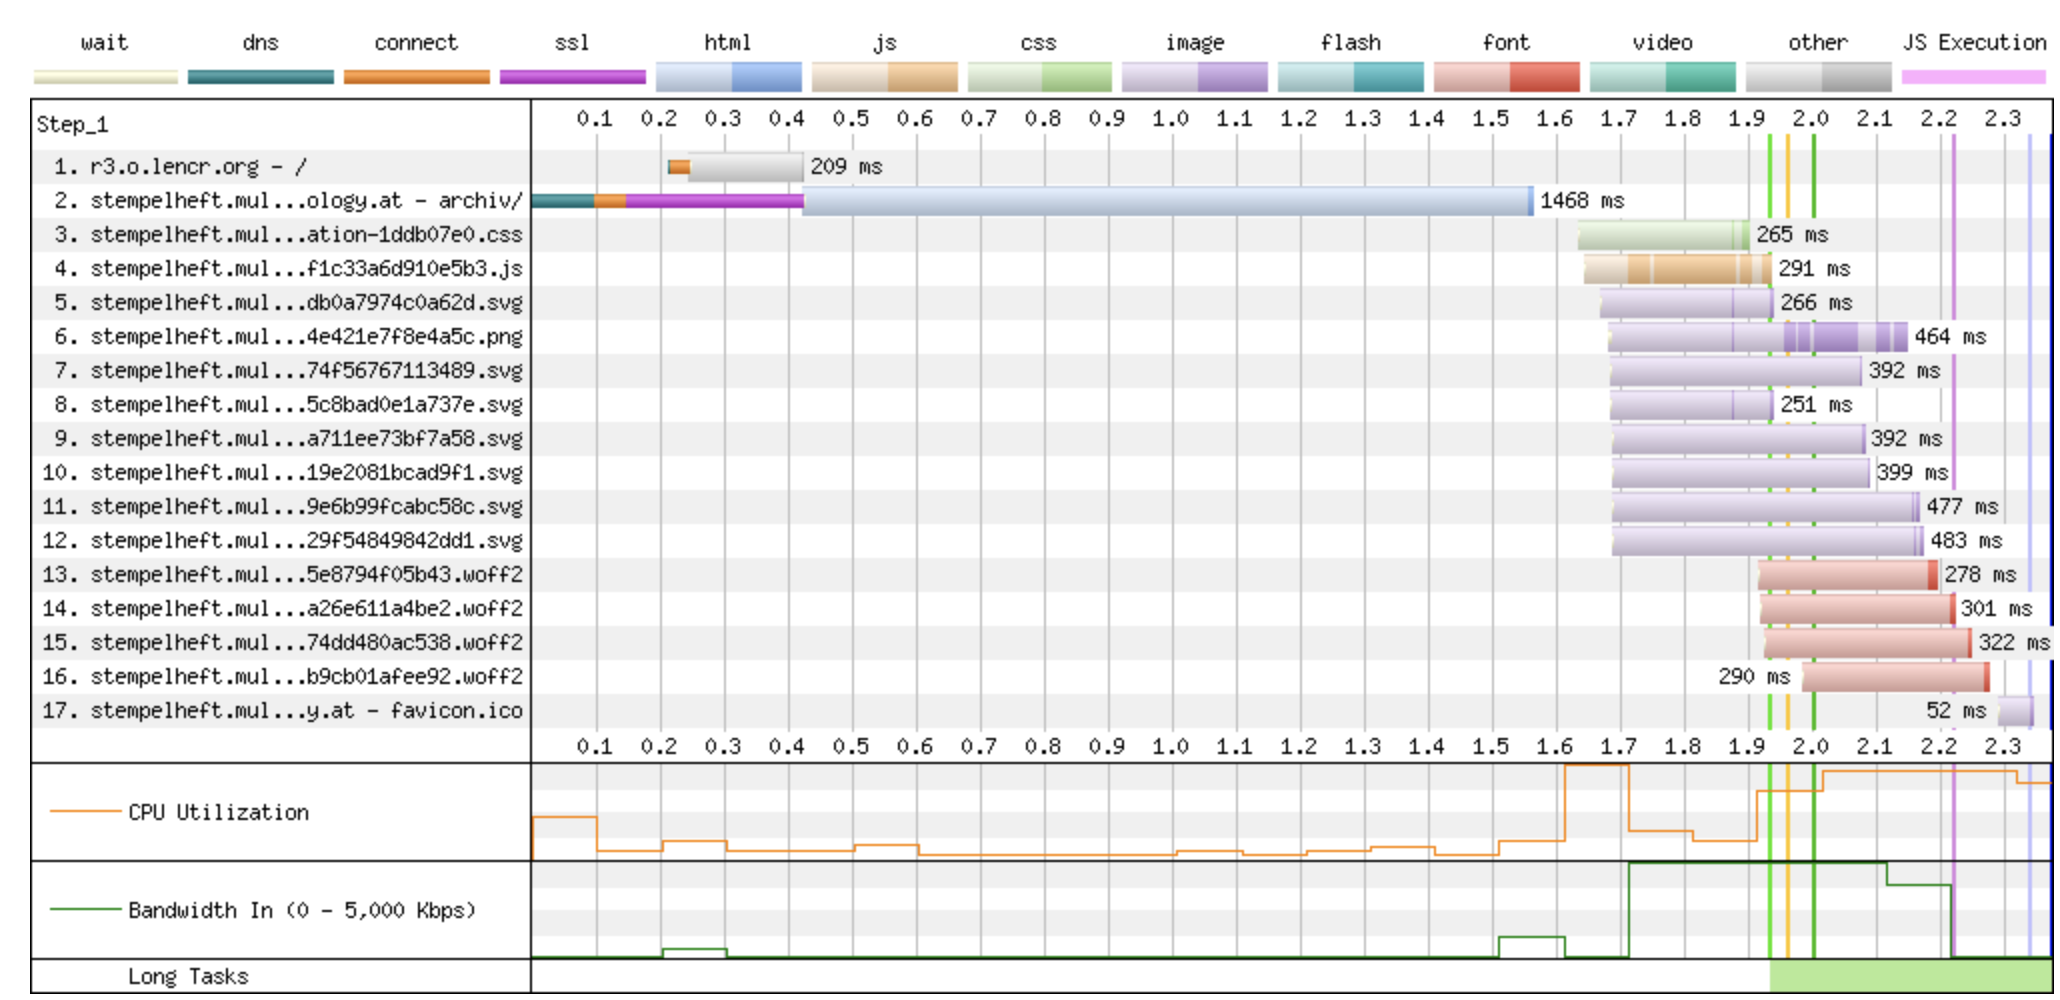 wait dns connect ssl html js css image flash font video other JS Execution
Step_1 0.1 0.2 0.3 0.4 0.5 0.6 0.7 0.8 0.9 1.0 1.1 1.2 1.3 1.4 1.5 1.6 1.7 1.8 1.9 2.0 2.1 2.2 2.3
1. r3.o.lencr.org - / 209 ms
2. stempelheft.mul...ology.at - archiv/ 1468 ms
3. stempelheft.mul...ation-1ddb07e0.css 265 ms
4. stempelheft.mul...f1c33a6d910e5b3.js 291 ms
5. stempelheft.mul...db0a7974c0a62d.svg 266 ms
6. stempelheft.mul...4e421e7f8e4a5c.png 464 ms
7. stempelheft.mul...74f56767113489.svg 392 ms
8. stempelheft.mul...5c8bad0e1a737e.svg 251 ms
9. stempelheft.mul...a711ee73bf7a58.svg 392 ms
10. stempelheft.mul...19e2081bcad9f1.svg 399 ms
11. stempelheft.mul...9e6b99fcabc58c.svg 477 ms
12. stempelheft.mul...29f54849842dd1.svg 483 ms
13. stempelheft.mul...5e8794f05b43.woff2 278 ms
14. stempelheft.mul...a26e611a4be2.woff2 301 ms
15. stempelheft.mul...74dd480ac538.woff2 322 ms
16. stempelheft.mul...b9cb01afee92.woff2 290 ms
17. stempelheft.mul...y.at - favicon.ico 52 ms
0.1 0.2 0.3 0.4 0.5 0.6 0.7 0.8 0.9 1.0 1.1 1.2 1.3 1.4 1.5 1.6 1.7 1.8 1.9 2.0 2.1 2.2 2.3
CPU Utilization
Bandwidth In (0 - 5,000 Kbps)
Long Tasks